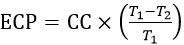 ECP = CC × (T₁−T₂ / T₁)